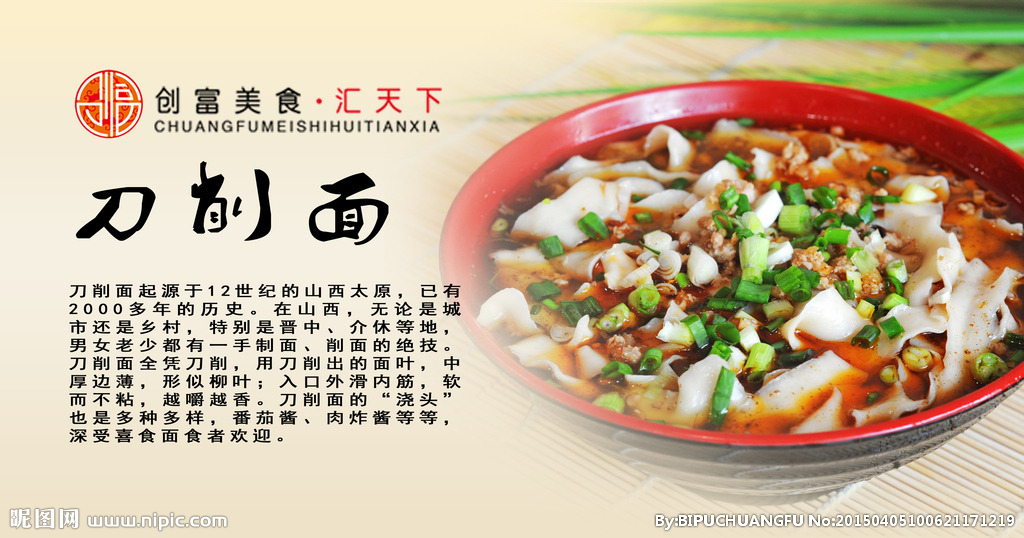 创富美食·汇天下
CHUANGFUMEISHIHUITIANXIA
刀削面
刀削面起源于12世纪的山西太原，已有
2000多年的历史。在山西，无论是城
市还是乡村，特别是晋中、介休等地，
男女老少都有一手制面、削面的绝技。
刀削面全凭刀削，用刀削出的面叶，中
厚边薄，形似柳叶；入口外滑内筋，软
而不粘，越嚼越香。刀削面的“浇头”
也是多种多样，番茄酱、肉炸酱等等，
深受喜食面食者欢迎。
昵图网 www.nipic.com
By:BIPUCHUANGFU No:20150405100621171219